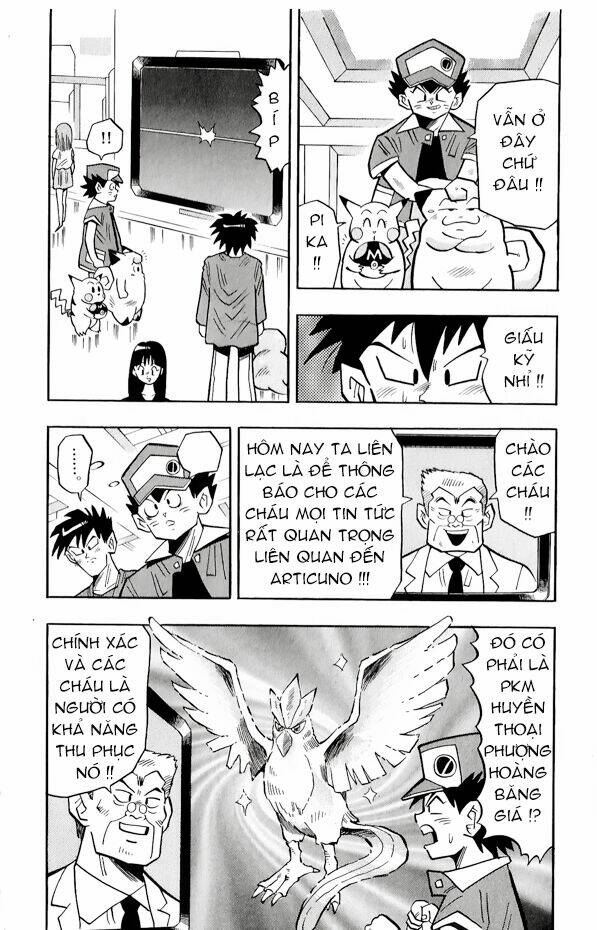 VẪN Ở
ĐÂY
CHỨ
ĐÂU !!
PI
KA !!
M
BÍP
!!
GIẤU
KỸ
NHỈ !!
CHÀO
CÁC
CHÁU !!
HÔM NAY TA LIÊN
LẠC LÀ ĐỂ THÔNG
BÁO CHO CÁC
CHÁU MỌI TIN TỨC
RẤT QUAN TRỌNG
LIÊN QUAN ĐẾN
ARTICUNO !!!
......
ĐÓ CÓ
PHẢI LÀ
PKM
HUYỀN
THOẠI
PHƯỢNG
HOÀNG
BĂNG
GIÁ !?
CHÍNH XÁC
VÀ CÁC
CHÁU LÀ
NGƯỜI CÓ
KHẢ NĂNG
THU PHỤC
NÓ !!